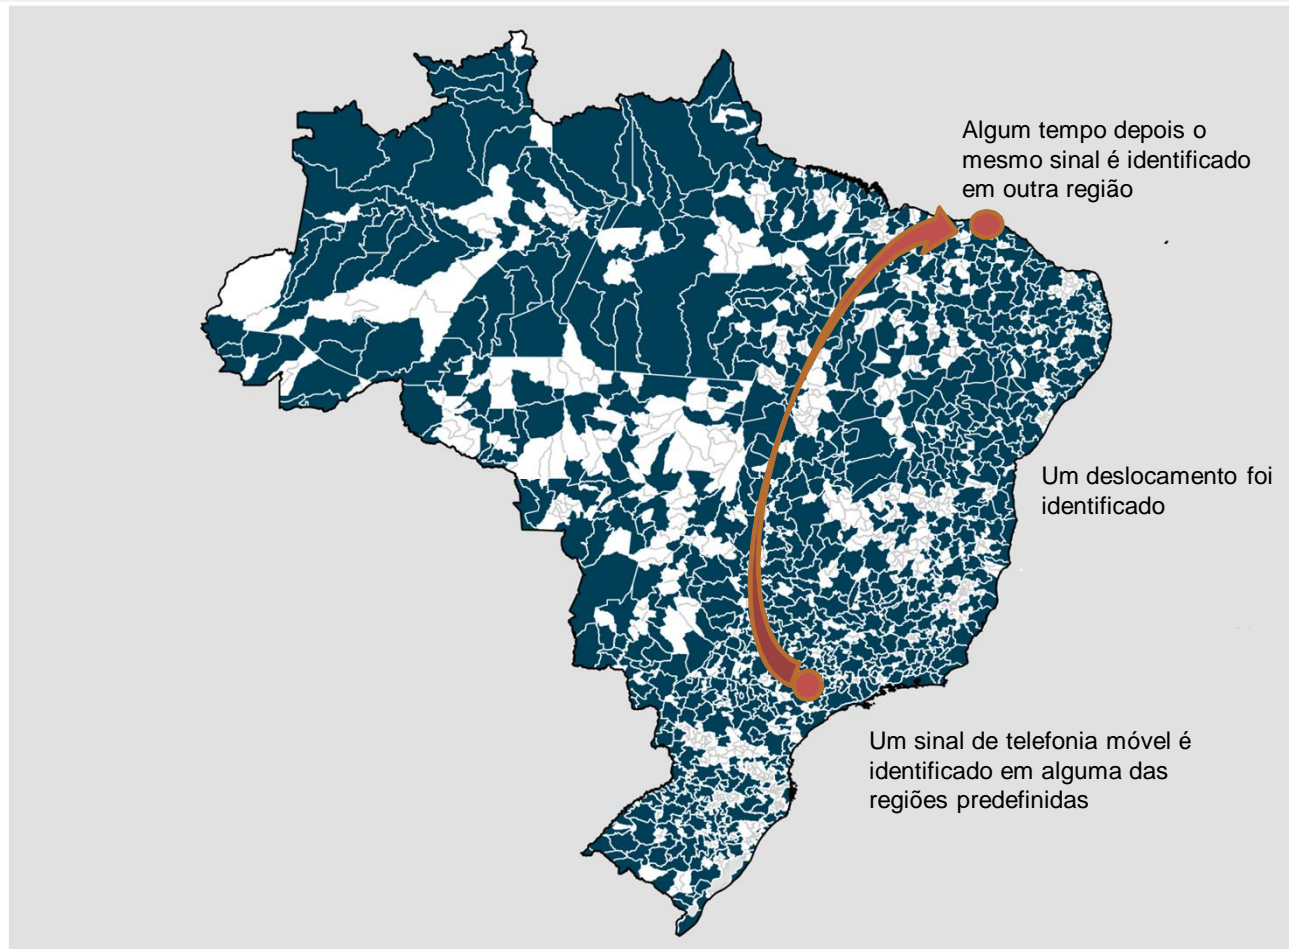 Algum tempo depois o
mesmo sinal é identificado
em outra região
Um deslocamento foi
identificado
Um sinal de telefonia móvel é
identificado em alguma das
regiões predefinidas